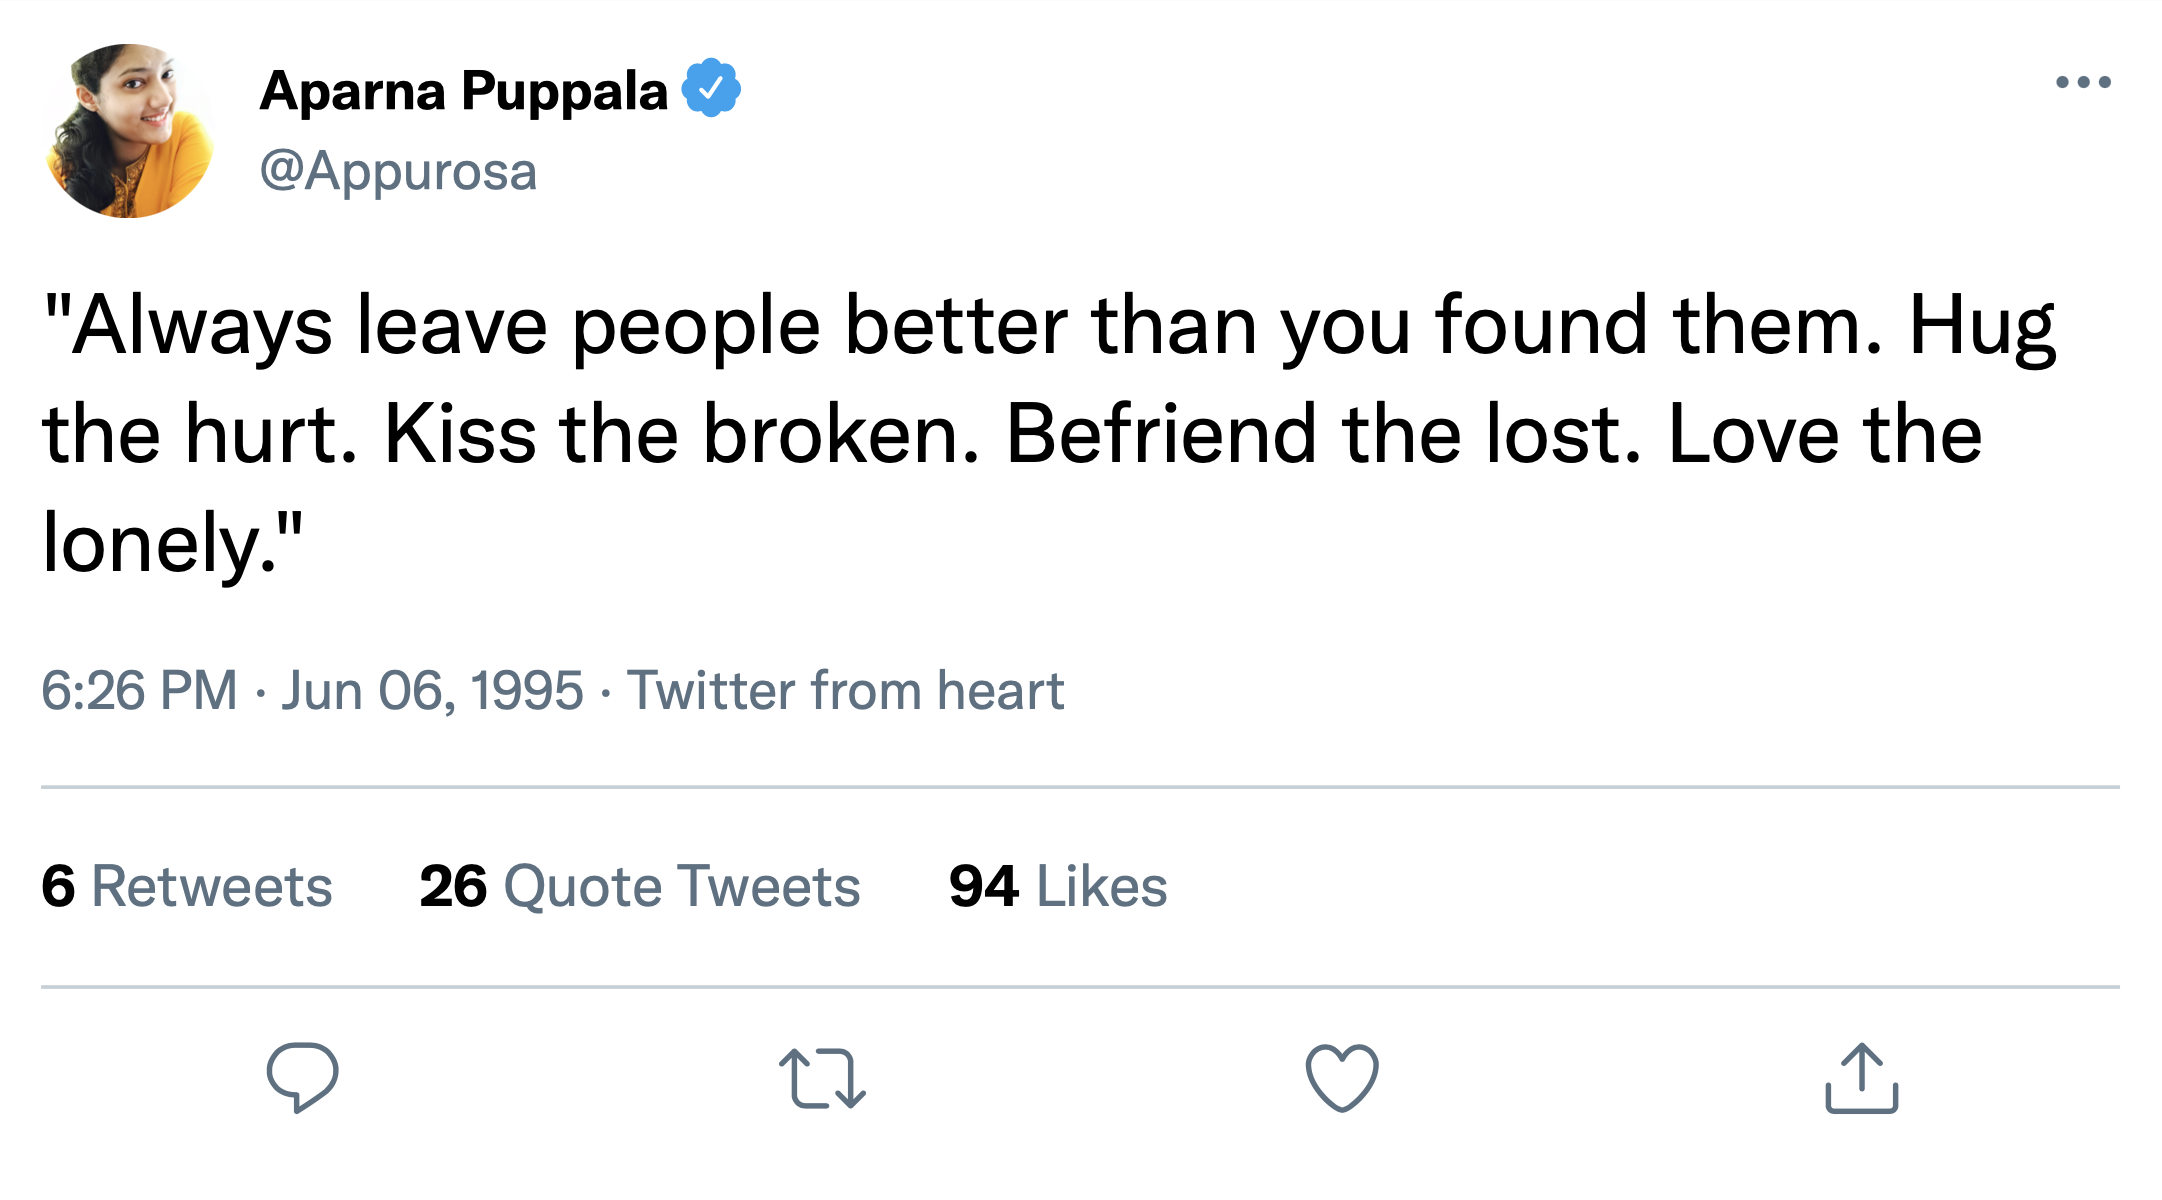 Aparna Puppala
@Appurosa
"Always leave people better than you found them. Hug
the hurt. Kiss the broken. Befriend the lost. Love the
lonely."
6:26 PM · Jun 06, 1995 · Twitter from heart
6 Retweets 26 Quote Tweets 94 Likes